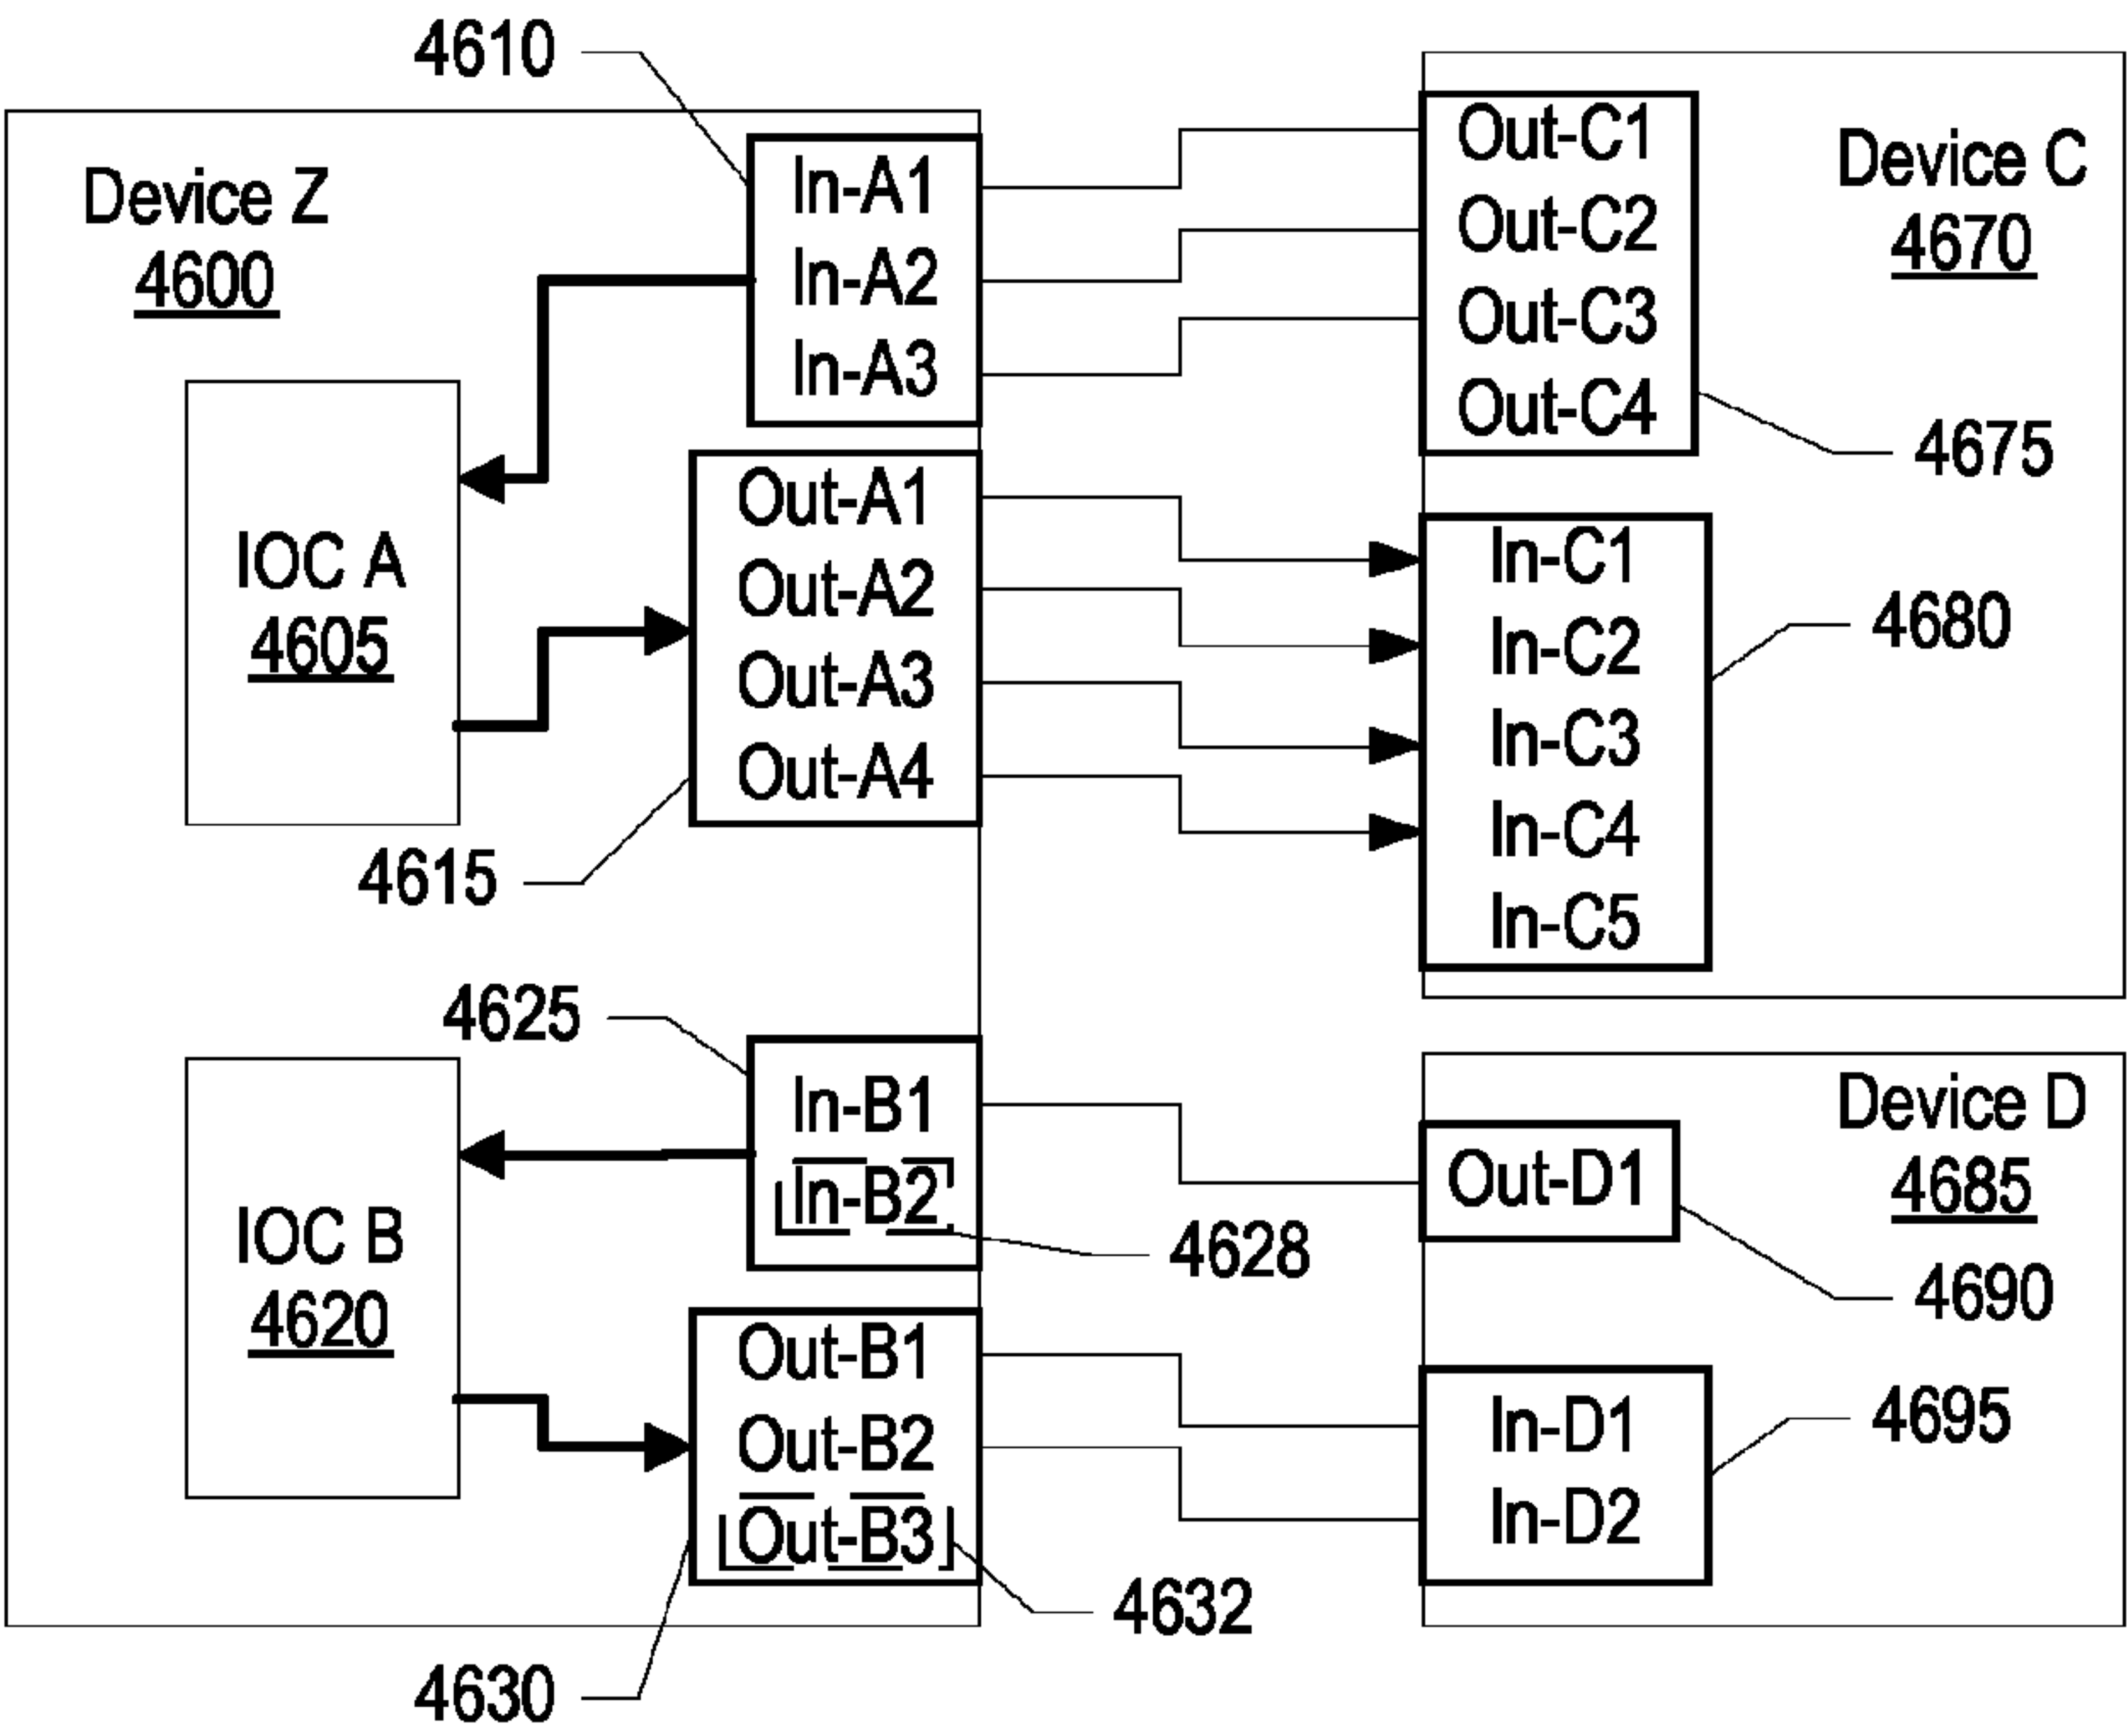 4610
Device Z
4600
In-A1
In-A2
In-A3
Out-C1
Out-C2
Out-C3
Out-C4
Device C
4670
4675
IOC A
4605
Out-A1
Out-A2
Out-A3
Out-A4
4615
In-C1
In-C2
In-C3
In-C4
In-C5
4680
4625
In-B1
In-B2
4628
Device D
4685
Out-D1
4690
IOC B
4620
Out-B1
Out-B2
Out-B3
4632
4630
In-D1
In-D2
4695